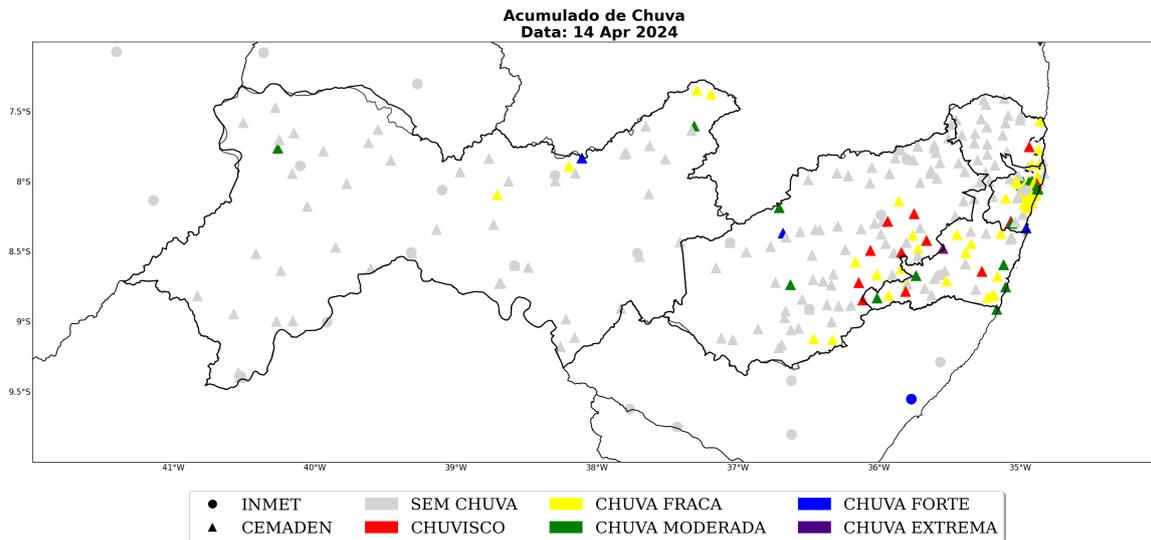 Acumulado de Chuva
Data: 14 Apr 2024
7.5°S
8°S
8.5°S
9°S
9.5°S
41°W 40°W 39°W 38°W 37°W 36°W 35°W
INMET SEM CHUVA CHUVA FRACA CHUVA FORTE
CEMADEN CHUVISCO CHUVA MODERADA CHUVA EXTREMA